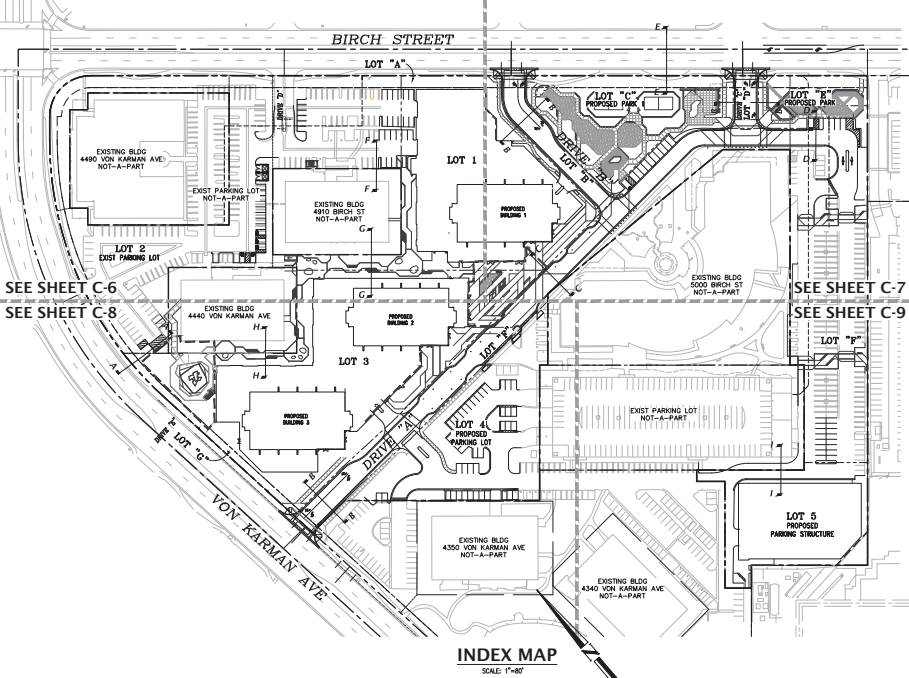 BIRCH STREET
LOT "A"
E
LOT "C"
PROPOSED PARK
E
DRIVE "C"
LOT "D"
LOT "E"
PROPOSED PARK
D
DRIVE "D"
EXISTING BLDG
4490 VON KARMAN AVE
NOT-A-PART
EXIST PARKING LOT
NOT-A-PART
F
F
LOT 1
B
B
DRIVE "B"
LOT "B"
D
EXISTING BLDG
4910 BIRCH ST
NOT-A-PART
PROPOSED
BUILDING 1
G
LOT 2
EXIST PARKING LOT
EXISTING BLDG
5000 BIRCH ST
NOT-A-PART
C
SEE SHEET C-6
SEE SHEET C-7
SEE SHEET C-8
SEE SHEET C-9
G
EXISTING BLDG
4440 VON KARMAN AVE
H
PROPOSED
BUILDING 2
LOT "F"
LOT "F"
A
LOT 3
H
PROPOSED
BUILDING 3
LOT 4
PROPOSED
PARKING LOT
EXIST PARKING LOT
NOT-A-PART
DRIVE "A"
DRIVE "A"
LOT "G"
I
I
B
B
VON KARMAN AVE
LOT 5
PROPOSED
PARKING STRUCTURE
EXISTING BLDG
4350 VON KARMAN AVE
NOT-A-PART
EXISTING BLDG
4340 VON KARMAN AVE
NOT-A-PART
N
INDEX MAP
SCALE: 1"=80'